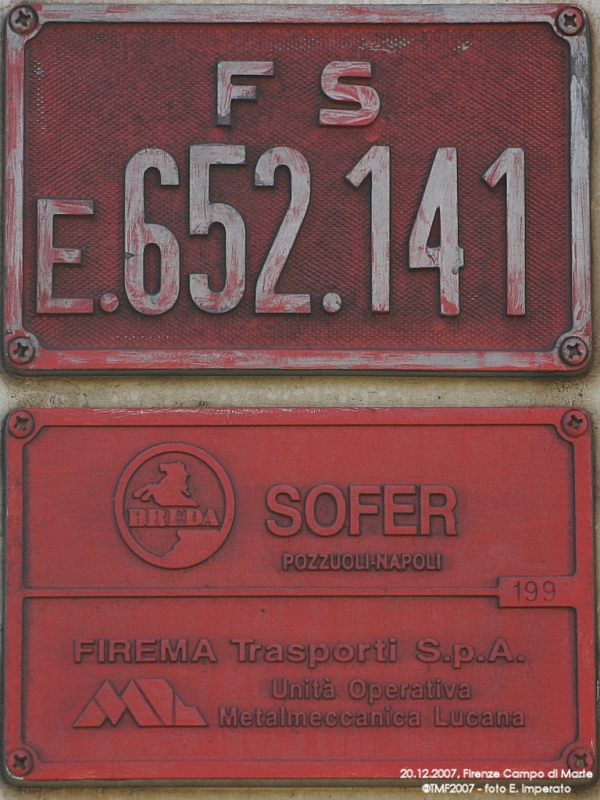 F S
E.652.141
BREDA
SOFER
POZZUOLI-NAPOLI
199
FIREMA Trasporti S.p.A.
Unità Operativa
Metalmeccanica Lucana
20.12.2007, Firenze Campo di Marte
©TMF2007 - foto E. Imperato